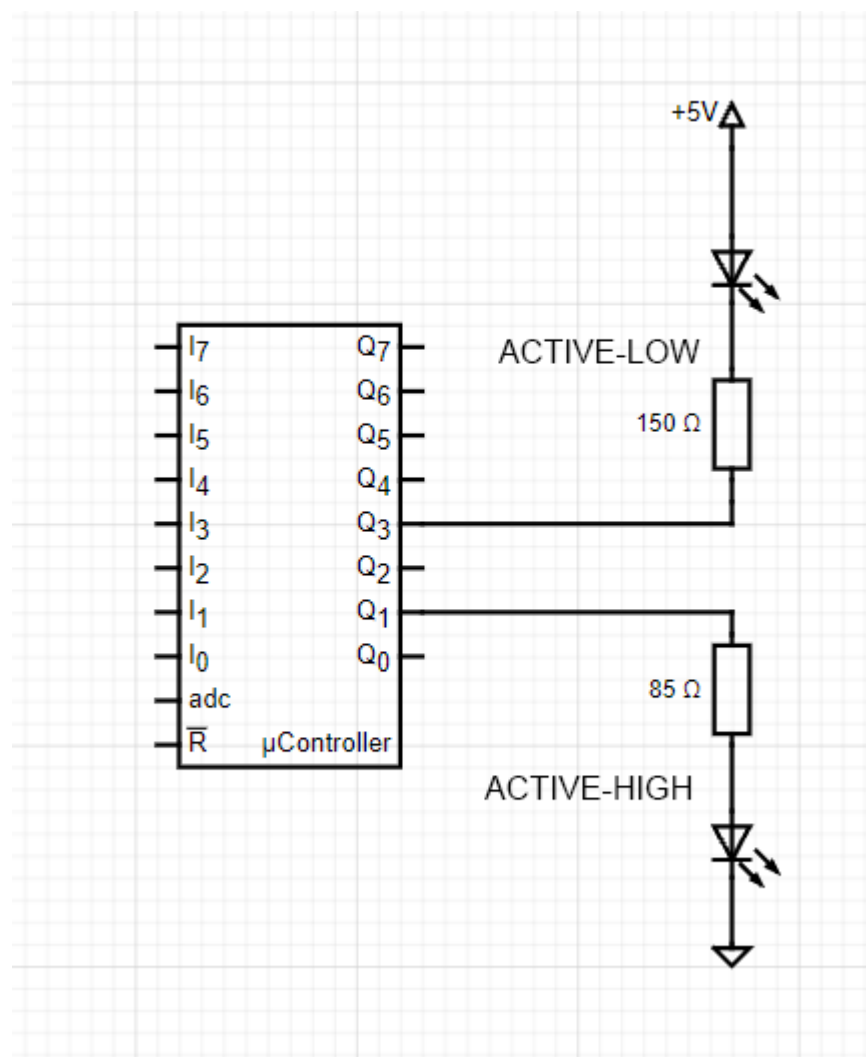 +5V
ACTIVE-LOW
150 Ω
I7 Q7
I6 Q6
I5 Q5
I4 Q4
I3 Q3
I2 Q2
I1 Q1
I0 Q0
adc
R̅ µController
85 Ω
ACTIVE-HIGH